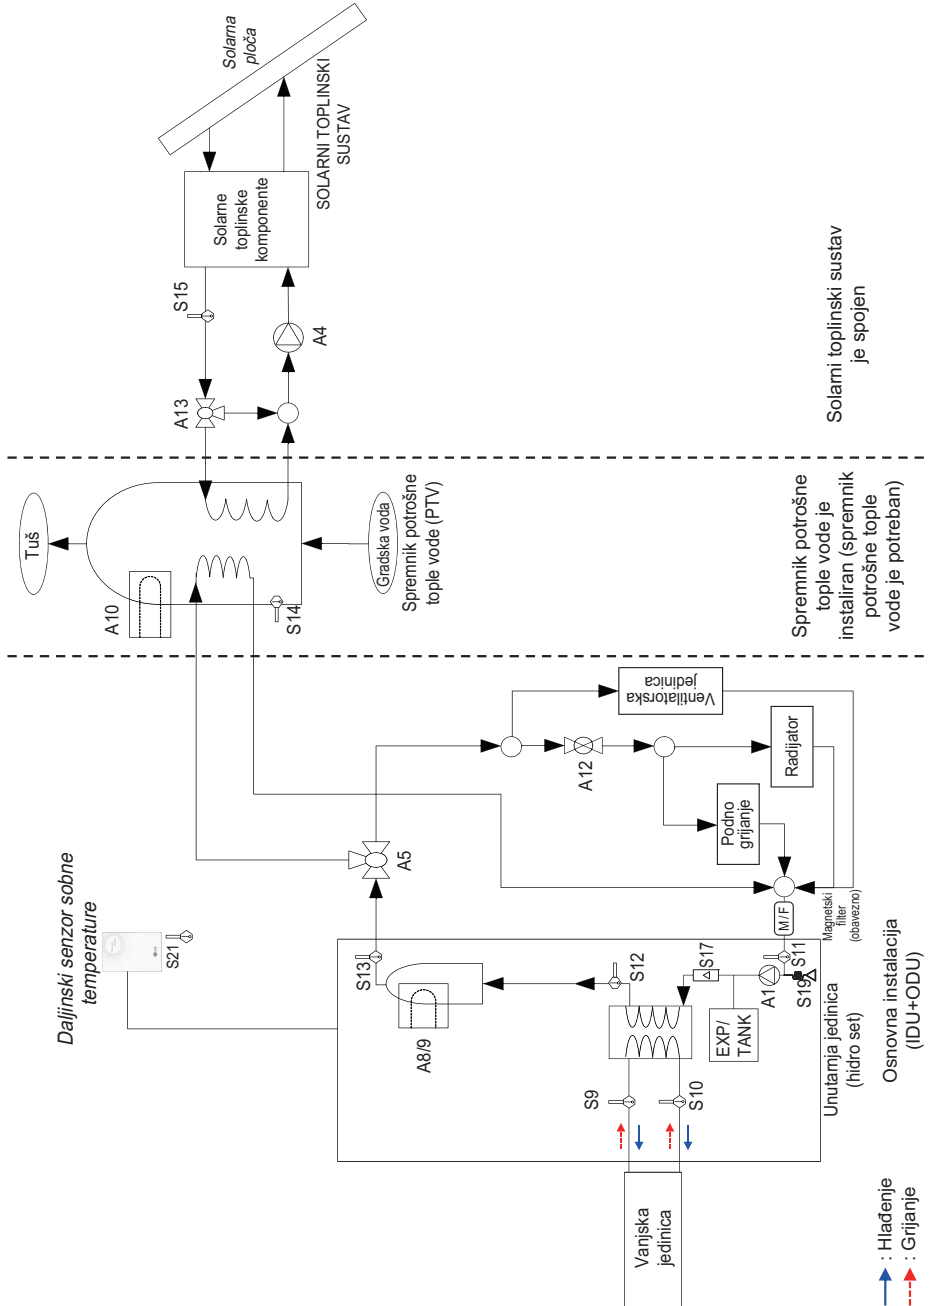 Solarna
ploča
SOLARNI TOPLINSKI
SUSTAV
Solarne
toplinske
komponente
S15
A13
A4
Solarni toplinski sustav
je spojen
Tuš
A10
S14
Gradska voda
Spremnik potrošne
tople vode (PTV)
Spremnik potrošne
tople vode je
instaliran (spremnik
potrošne tople
vode je potreban)
Daljinski senzor sobne
temperature
S21
A5
A12
Ventilatorska
jedinica
Radijator
Podno
grijanje
M/F
Magnetski
filter
(obavezno)
S13
A8/9
S12
S17
S11
A1
S19
EXP/
TANK
S9
S10
Unutarnja jedinica
(hidro set)
Osnovna instalacija
(IDU+ODU)
Vanjska
jedinica
: Hlađenje
: Grijanje